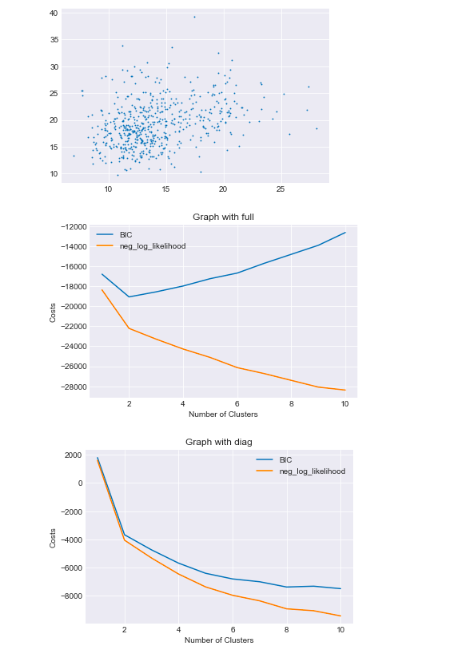 40
35
30
25
20
15
10
10 15 20 25
Graph with full
−12000
−14000
−16000
−18000
−20000
−22000
−24000
−26000
−28000
BIC
neg_log_likelihood
Costs
2 4 6 8 10
Number of Clusters
Graph with diag
2000
0
−2000
−4000
−6000
−8000
BIC
neg_log_likelihood
Costs
2 4 6 8 10
Number of Clusters